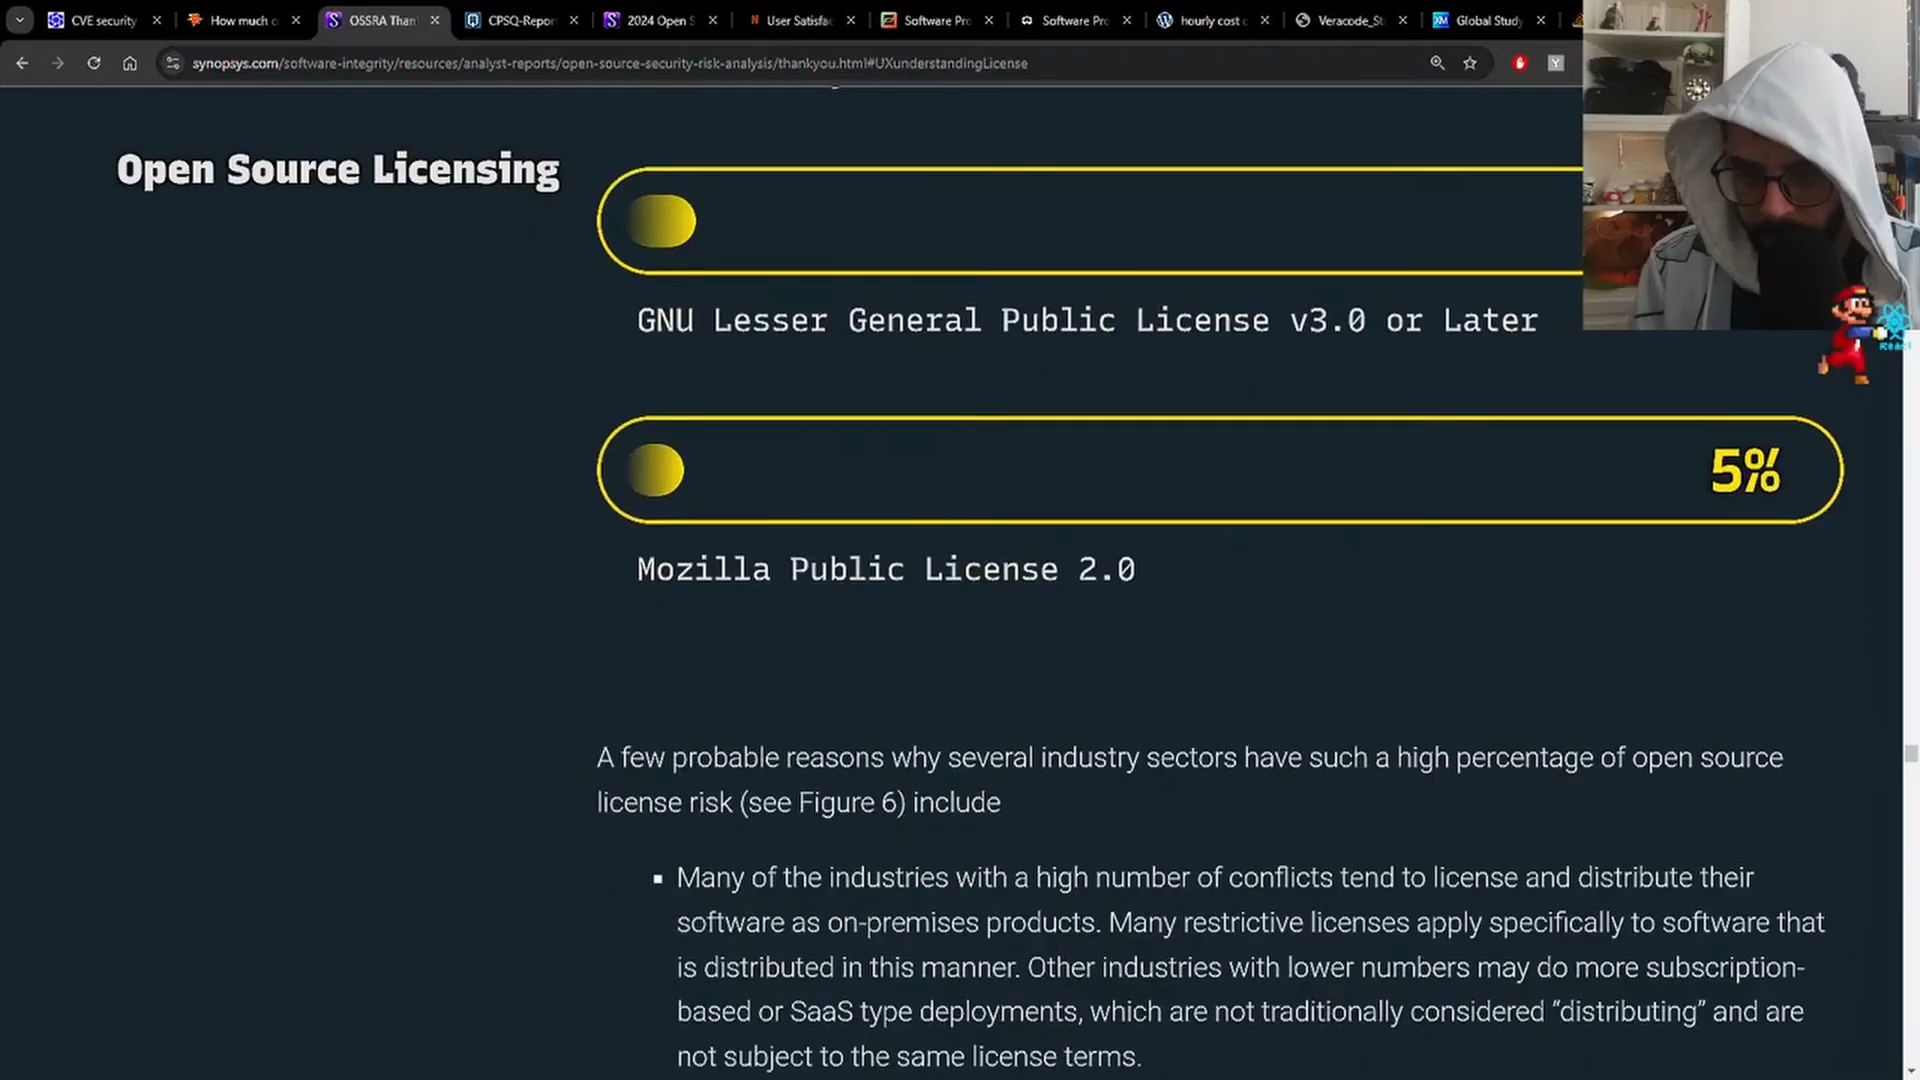 CVE security
How much c
OSSRA Than
CPSQ-Repor
2024 Open S
User Satisfac
Software Pro
Software Pro
hourly cost c
Veracode_St
Global Study
synopsys.com/software-integrity/resources/analyst-reports/open-source-security-risk-analysis/thankyou.html#UXunderstandingLicense
Y
Open Source Licensing
GNU Lesser General Public License v3.0 or Later
React
5%
Mozilla Public License 2.0
A few probable reasons why several industry sectors have such a high percentage of open source
license risk (see Figure 6) include
▪ Many of the industries with a high number of conflicts tend to license and distribute their
software as on-premises products. Many restrictive licenses apply specifically to software that
is distributed in this manner. Other industries with lower numbers may do more subscription-
based or SaaS type deployments, which are not traditionally considered “distributing” and are
not subject to the same license terms.